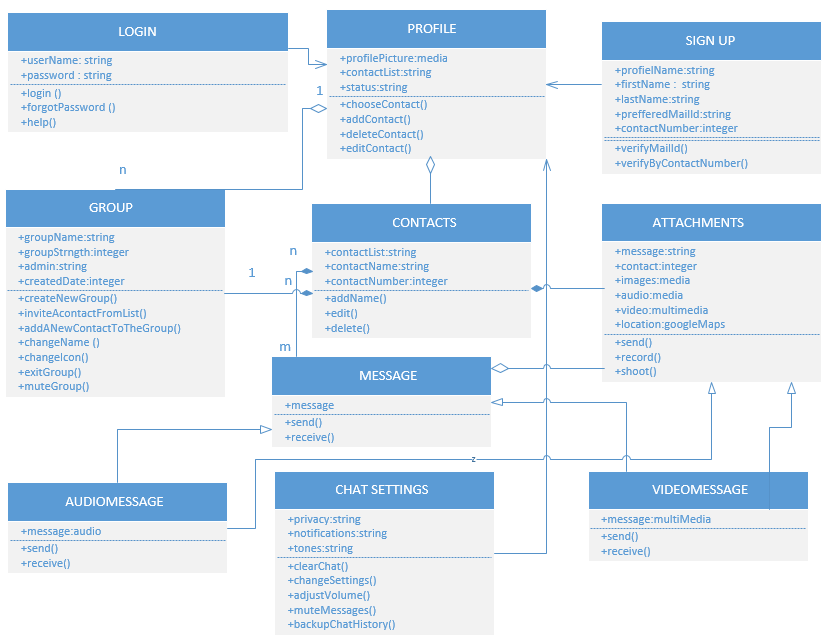 LOGIN
+userName: string
+password : string
+login ()
+forgotPassword ()
+help()
PROFILE
+profilePicture:media
+contactList:string
+status:string
+chooseContact()
+addContact()
+deleteContact()
+editContact()
SIGN UP
+profielName:string
+firstName : string
+lastName:string
+prefferedMailId:string
+contactNumber:integer
+verifyMailId()
+verifyByContactNumber()
1
n
GROUP
+groupName:string
+groupStrngth:integer
+admin:string
+createdDate:integer
+createNewGroup()
+inviteAcontactFromList()
+addANewContactToTheGroup()
+changeName ()
+changeIcon()
+exitGroup()
+muteGroup()
CONTACTS
+contactList:string
+contactName:string
+contactNumber:integer
+addName()
+edit()
+delete()
ATTACHMENTS
+message:string
+contact:integer
+images:media
+audio:media
+video:multimedia
+location:googleMaps
+send()
+record()
+shoot()
n
1
n
m
MESSAGE
+message
+send()
+receive()
z
AUDIOMESSAGE
+message:audio
+send()
+receive()
CHAT SETTINGS
+privacy:string
+notifications:string
+tones:string
+clearChat()
+changeSettings()
+adjustVolume()
+muteMessages()
+backupChatHistory()
VIDEOMESSAGE
+message:multiMedia
+send()
+receive()